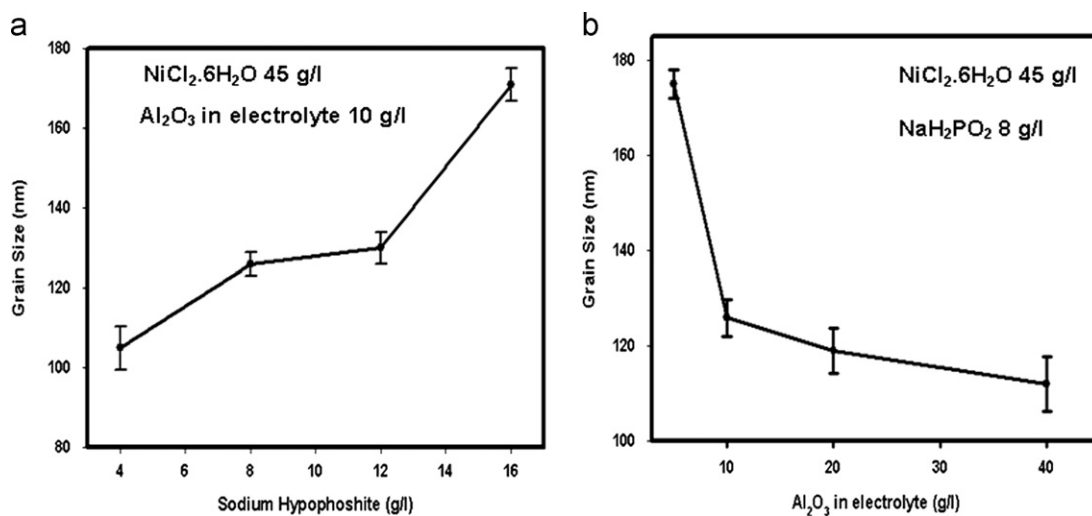 a
180
160
140
120
100
80
Grain Size (nm)
NiCl₂.6H₂O 45 g/l
Al₂O₃ in electrolyte 10 g/l
4 6 8 10 12 14 16
Sodium Hypophoshite (g/l)
b
180
160
140
120
100
Grain Size (nm)
NiCl₂.6H₂O 45 g/l
NaH₂PO₂ 8 g/l
10 20 30 40
Al₂O₃ in electrolyte (g/l)